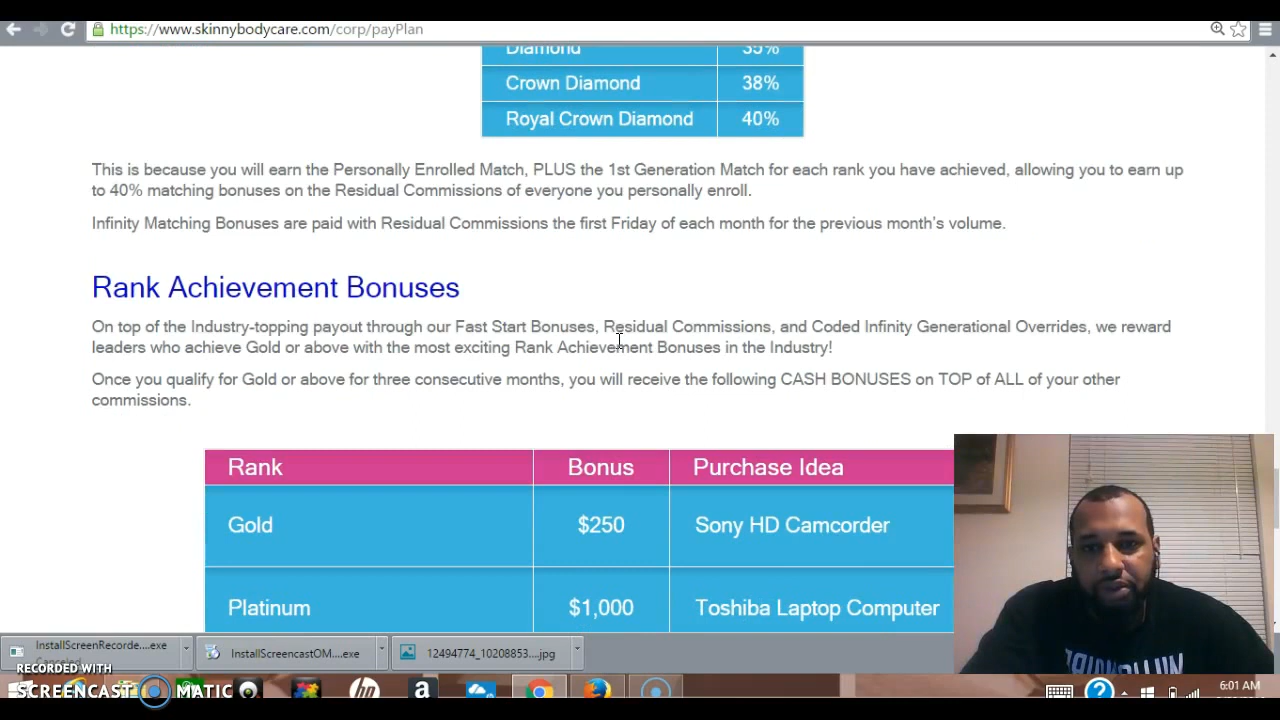 https://www.skinnybodycare.com/corp/payPlan
Diamond 35%
Crown Diamond 38%
Royal Crown Diamond 40%
This is because you will earn the Personally Enrolled Match, PLUS the 1st Generation Match for each rank you have achieved, allowing you to earn up
to 40% matching bonuses on the Residual Commissions of everyone you personally enroll.
Infinity Matching Bonuses are paid with Residual Commissions the first Friday of each month for the previous month's volume.
Rank Achievement Bonuses
On top of the Industry-topping payout through our Fast Start Bonuses, Residual Commissions, and Coded Infinity Generational Overrides, we reward
leaders who achieve Gold or above with the most exciting Rank Achievement Bonuses in the Industry!
Once you qualify for Gold or above for three consecutive months, you will receive the following CASH BONUSES on TOP of ALL of your other
commissions.
Rank Bonus Purchase Idea
Gold $250 Sony HD Camcorder
Platinum $1,000 Toshiba Laptop Computer
InstallScreenRecorde....exe
Canceled
InstallScreencastOM....exe
12494774_10208853....jpg
RECORDED WITH
SCREENCAST MATIC
hp
a
?
6:01 AM